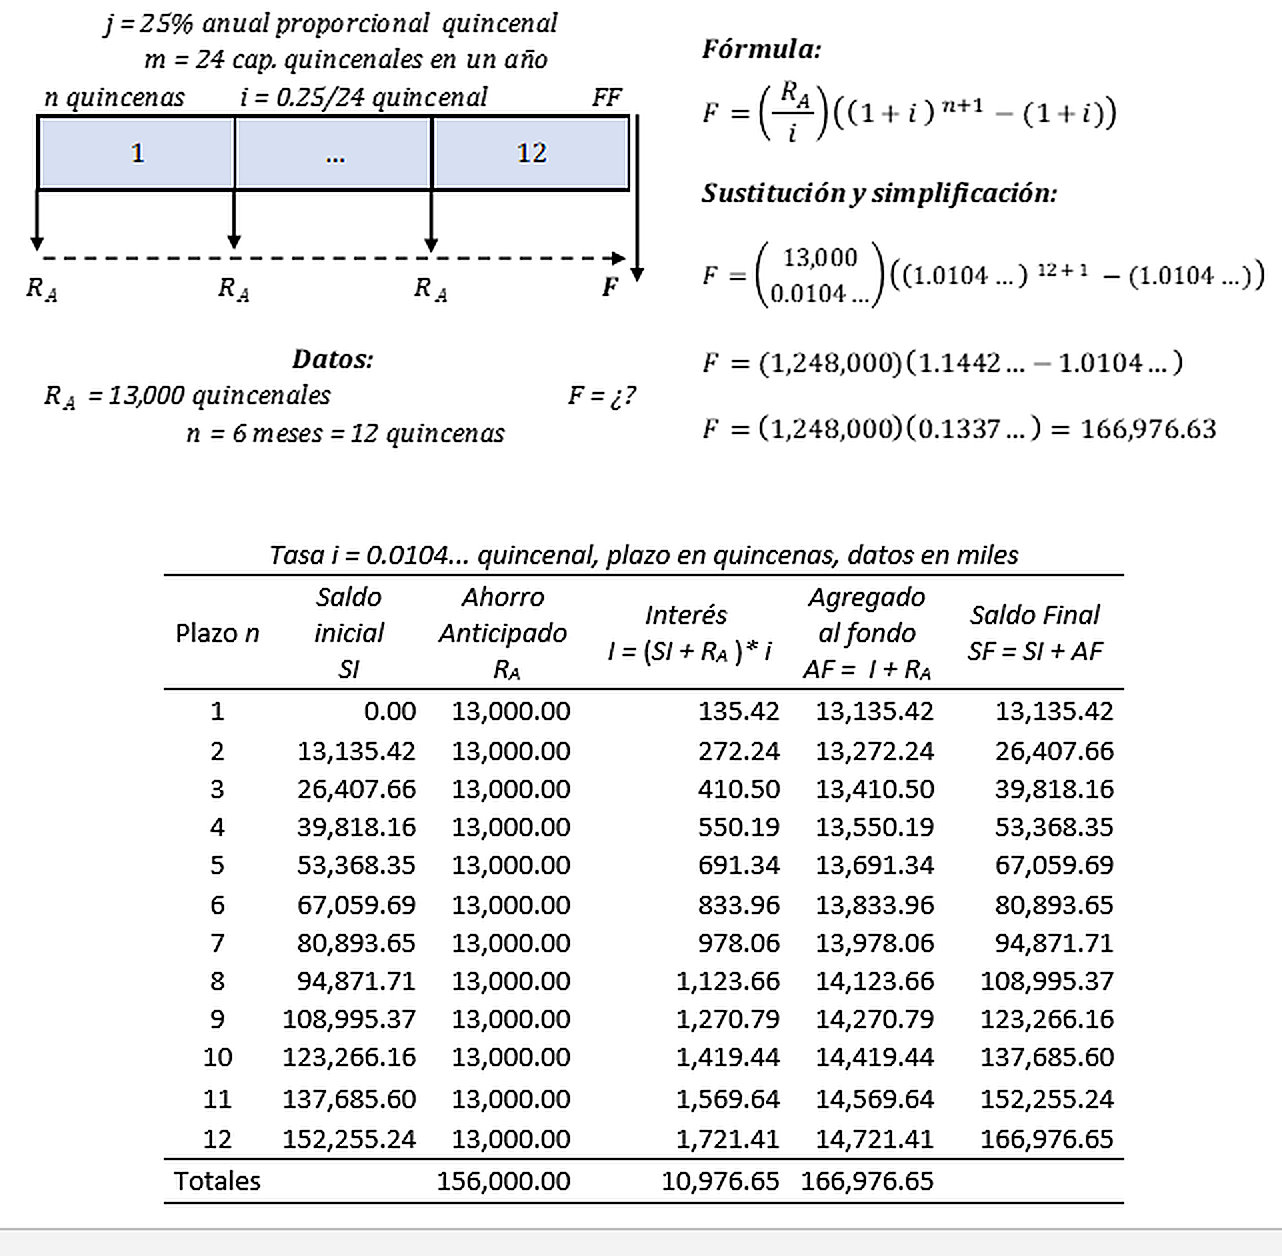 j = 25% anual proporcional quincenal
m = 24 cap. quincenales en un año
n quincenas i = 0.25/24 quincenal FF
1 ... 12
R_A R_A R_A F
Datos:
R_A = 13,000 quincenales F = ¿?
n = 6 meses = 12 quincenas
Fórmula:
F = (R_A / i)((1 + i)^{n+1} − (1 + i))
Sustitución y simplificación:
F = (13,000 / 0.0104 ...)((1.0104 ...)^{12+1} − (1.0104 ...))
F = (1,248,000)(1.1442 ... − 1.0104 ...)
F = (1,248,000)(0.1337 ...) = 166,976.63
Tasa i = 0.0104... quincenal, plazo en quincenas, datos en miles
Plazo n Saldo inicial SI Ahorro Anticipado R_A Interés I = (SI + R_A)* i Agregado al fondo AF = I + R_A Saldo Final SF = SI + AF
1 0.00 13,000.00 135.42 13,135.42 13,135.42
2 13,135.42 13,000.00 272.24 13,272.24 26,407.66
3 26,407.66 13,000.00 410.50 13,410.50 39,818.16
4 39,818.16 13,000.00 550.19 13,550.19 53,368.35
5 53,368.35 13,000.00 691.34 13,691.34 67,059.69
6 67,059.69 13,000.00 833.96 13,833.96 80,893.65
7 80,893.65 13,000.00 978.06 13,978.06 94,871.71
8 94,871.71 13,000.00 1,123.66 14,123.66 108,995.37
9 108,995.37 13,000.00 1,270.79 14,270.79 123,266.16
10 123,266.16 13,000.00 1,419.44 14,419.44 137,685.60
11 137,685.60 13,000.00 1,569.64 14,569.64 152,255.24
12 152,255.24 13,000.00 1,721.41 14,721.41 166,976.65
Totales 156,000.00 10,976.65 166,976.65